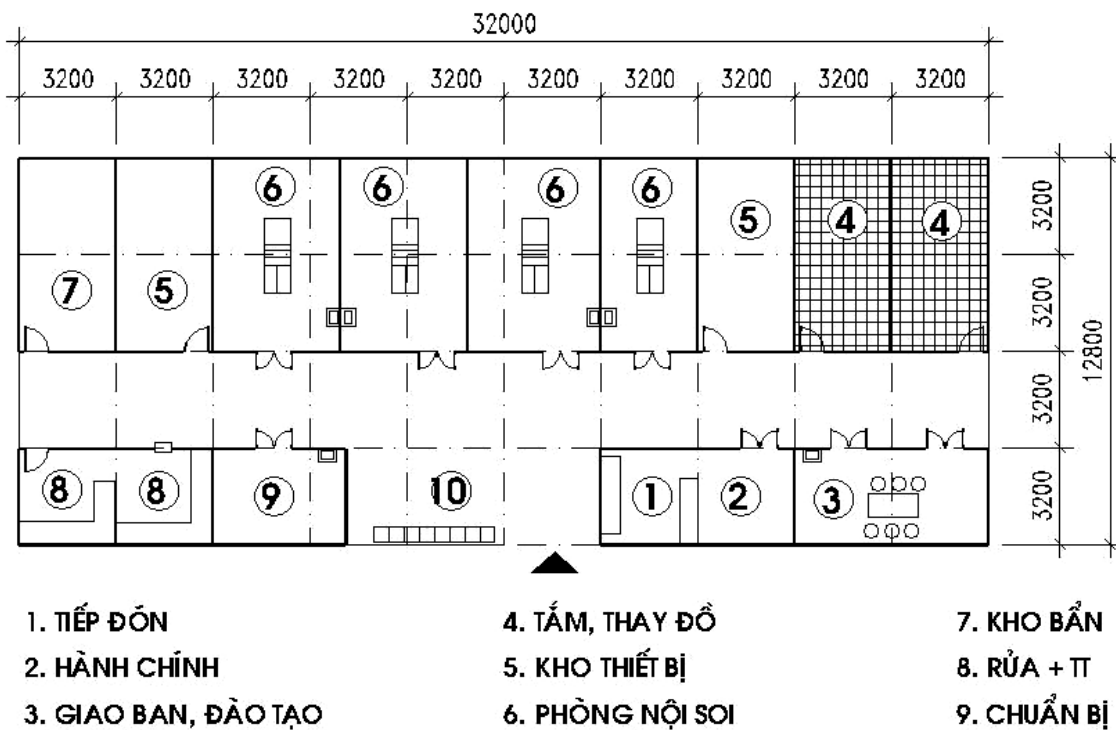 32000
3200 3200 3200 3200 3200 3200 3200 3200 3200 3200
6 6 6 6
5 4 4
7 5
3200
3200
3200
3200
12800
8 8 9 10 1 2 3
1. TIẾP ĐÓN
2. HÀNH CHÍNH
3. GIAO BAN, ĐÀO TẠO
4. TẮM, THAY ĐỒ
5. KHO THIẾT BỊ
6. PHÒNG NỘI SOI
7. KHO BẨN
8. RỬA + TT
9. CHUẨN BỊ